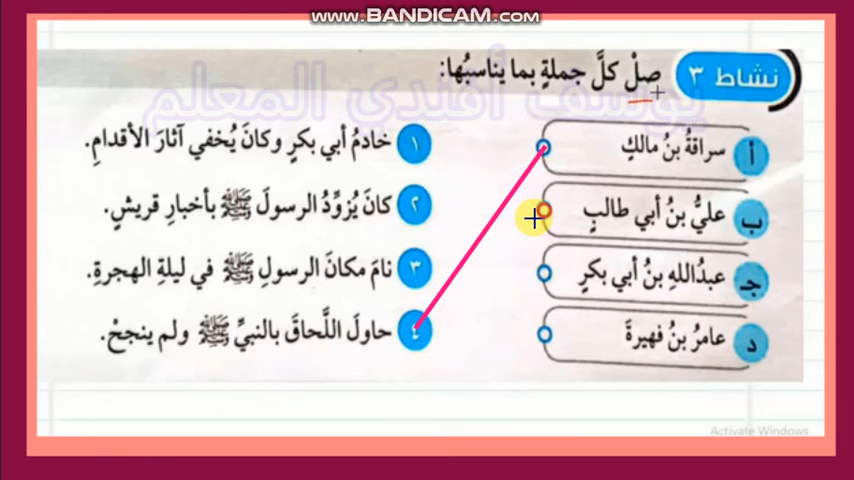 WWW.BANDICAM.COM
نشاط ٣
صِلْ كلَّ جملةٍ بما يناسبُها:
يوسف أفندي المعلم
أ سراقةُ بنُ مالكٍ
١ خادمُ أبي بكرٍ وكانَ يُخفي آثارَ الأقدامِ.
ب عليُّ بنُ أبي طالبٍ
٢ كانَ يُزوِّدُ الرسولَ ﷺ بأخبارِ قريشٍ.
جـ عبدُاللهِ بنُ أبي بكرٍ
٣ نامَ مكانَ الرسولِ ﷺ في ليلةِ الهجرةِ.
د عامرُ بنُ فهيرةَ
٤ حاولَ اللَّحاقَ بالنبيِّ ﷺ ولم ينجحْ.
Activate Windows